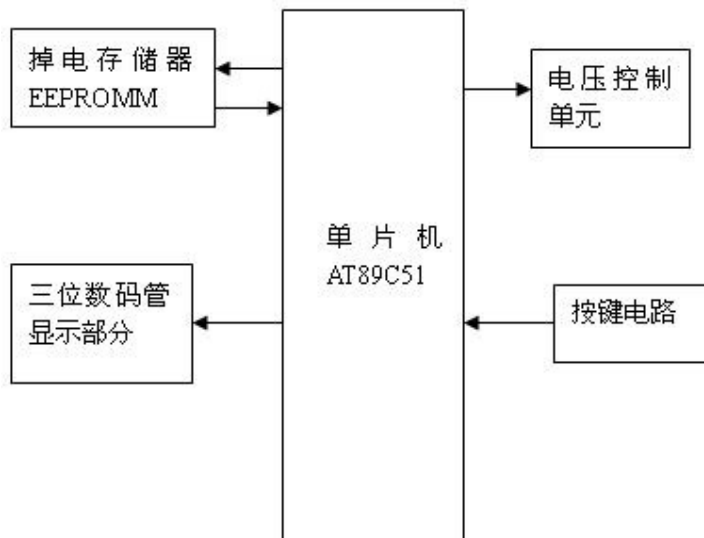 掉电存储器
EEPROMM
电压控制
单元
单片机
AT89C51
三位数码管
显示部分
按键电路